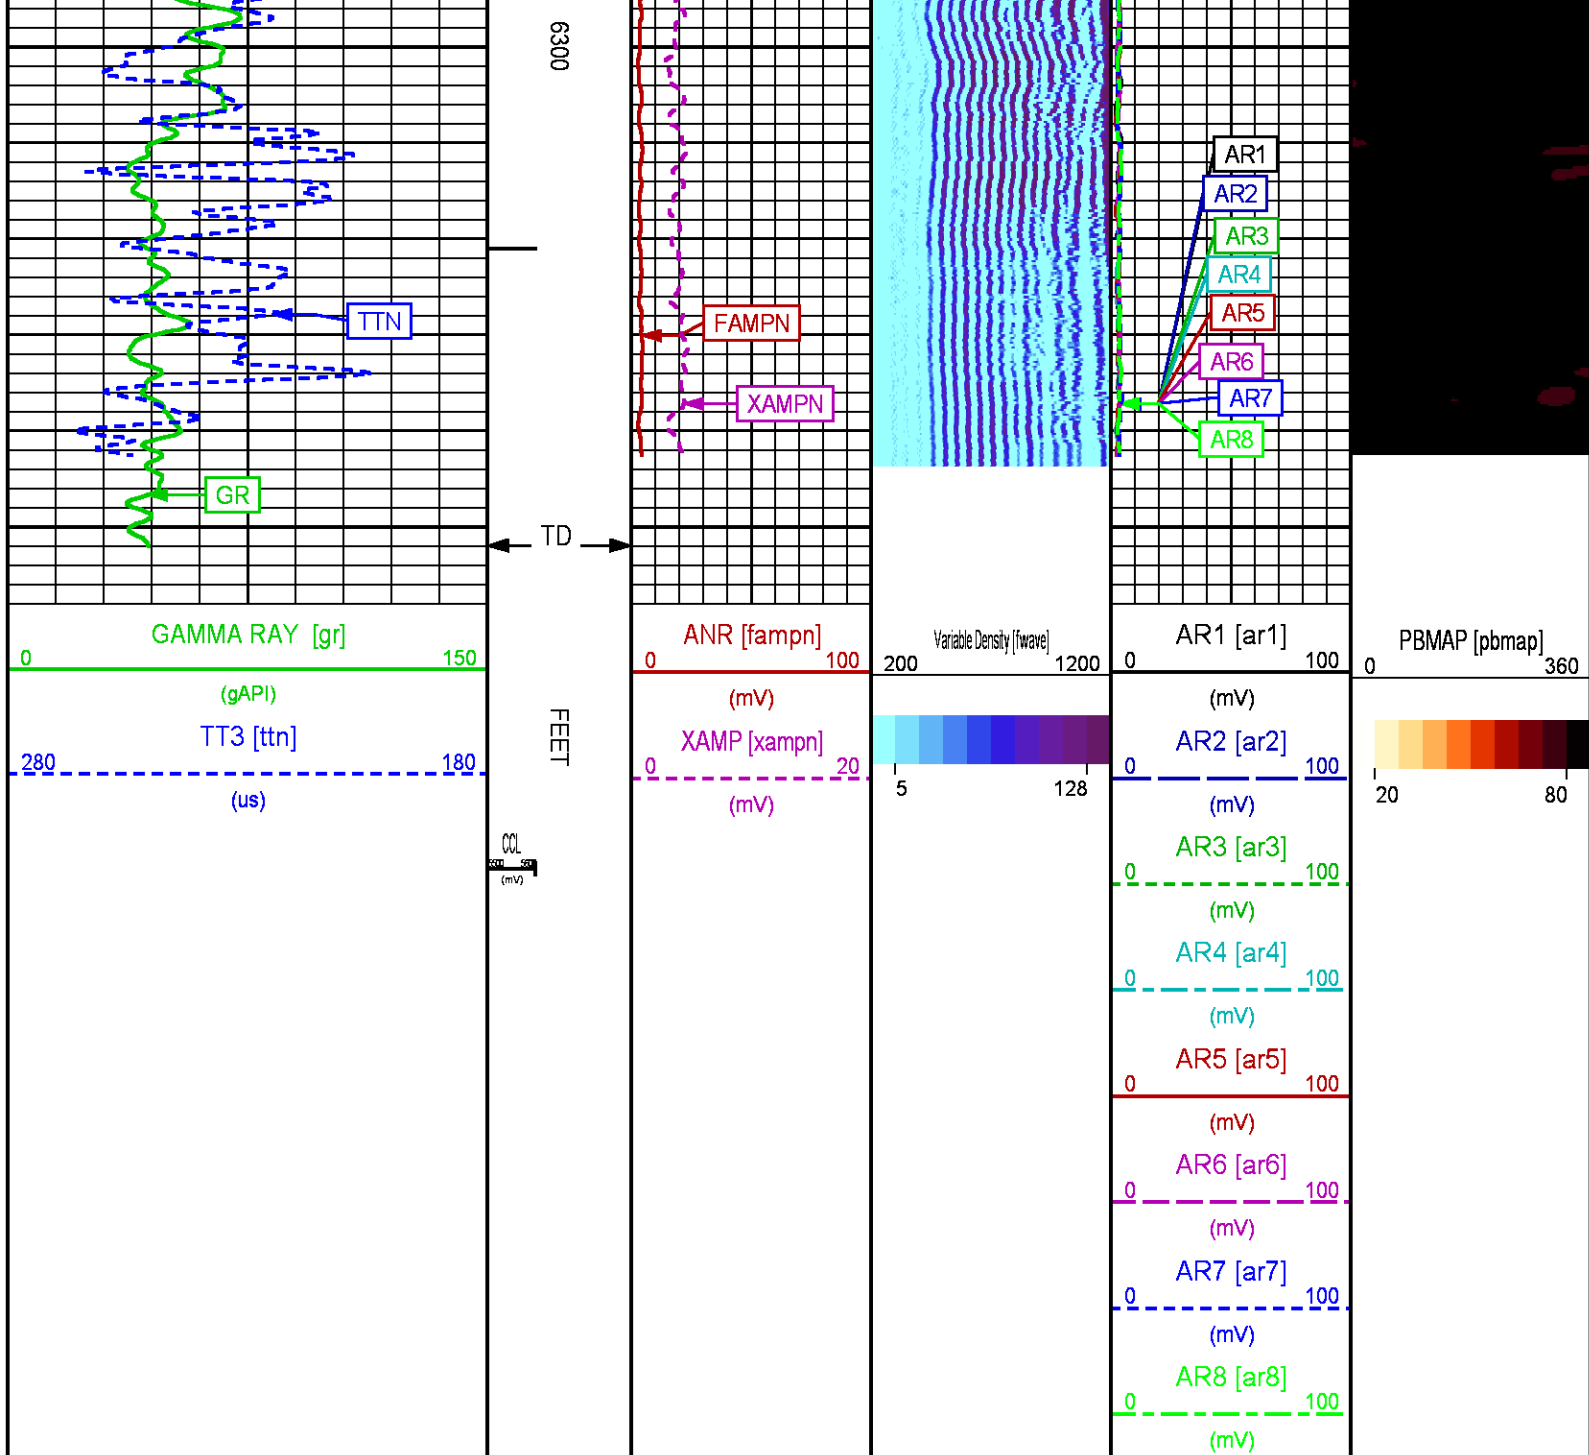 6300
AR1
AR2
AR3
AR4
AR5
AR6
AR7
AR8
TTN
FAMPN
XAMPN
GR
TD
GAMMA RAY [gr]
0 150
(gAPI)
TT3 [ttn]
280 180
(us)
FEET
CCL
(mV)
ANR [fampn]
0 100
(mV)
XAMP [xampn]
0 20
(mV)
Variable Density [fwave]
200 1200
5 128
AR1 [ar1]
0 100
(mV)
AR2 [ar2]
0 100
(mV)
AR3 [ar3]
0 100
(mV)
AR4 [ar4]
0 100
(mV)
AR5 [ar5]
0 100
(mV)
AR6 [ar6]
0 100
(mV)
AR7 [ar7]
0 100
(mV)
AR8 [ar8]
0 100
(mV)
PBMAP [pbmap]
0 360
20 80